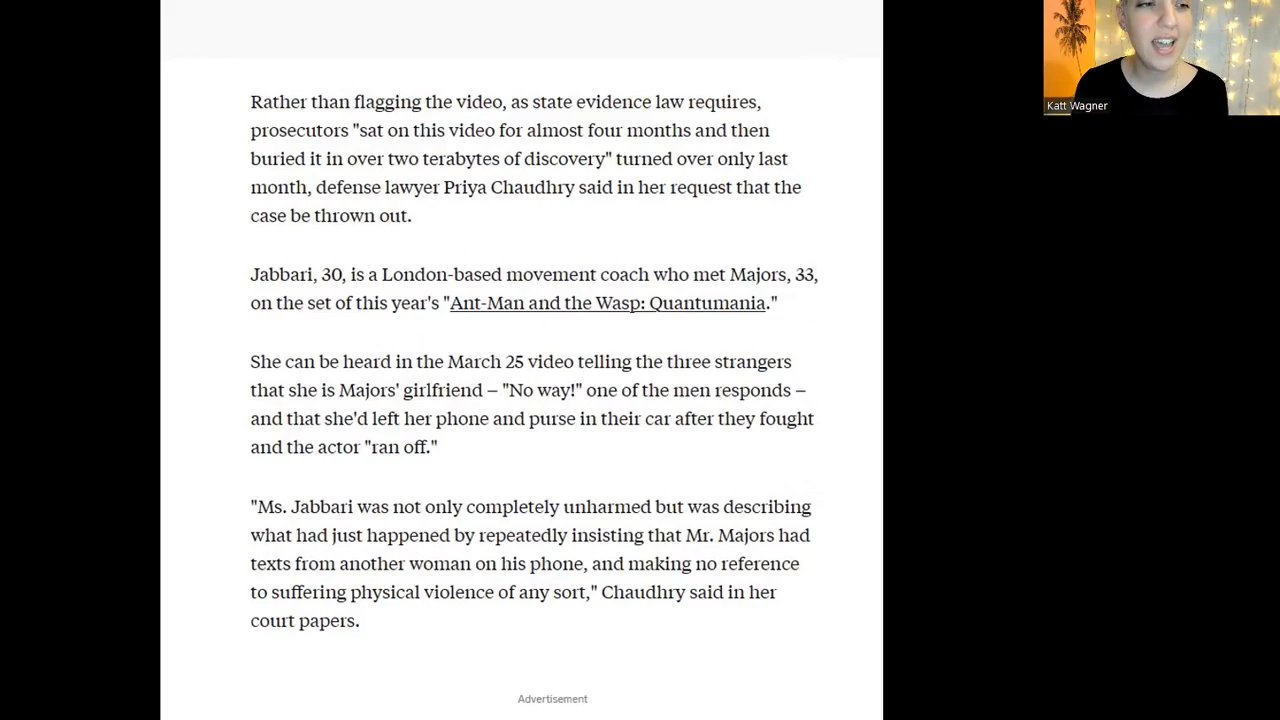 Rather than flagging the video, as state evidence law requires,
prosecutors "sat on this video for almost four months and then
buried it in over two terabytes of discovery" turned over only last
month, defense lawyer Priya Chaudhry said in her request that the
case be thrown out.
Jabbari, 30, is a London-based movement coach who met Majors, 33,
on the set of this year's "Ant-Man and the Wasp: Quantumania."
She can be heard in the March 25 video telling the three strangers
that she is Majors' girlfriend – "No way!" one of the men responds –
and that she'd left her phone and purse in their car after they fought
and the actor "ran off."
"Ms. Jabbari was not only completely unharmed but was describing
what had just happened by repeatedly insisting that Mr. Majors had
texts from another woman on his phone, and making no reference
to suffering physical violence of any sort," Chaudhry said in her
court papers.
Advertisement
Katt Wagner